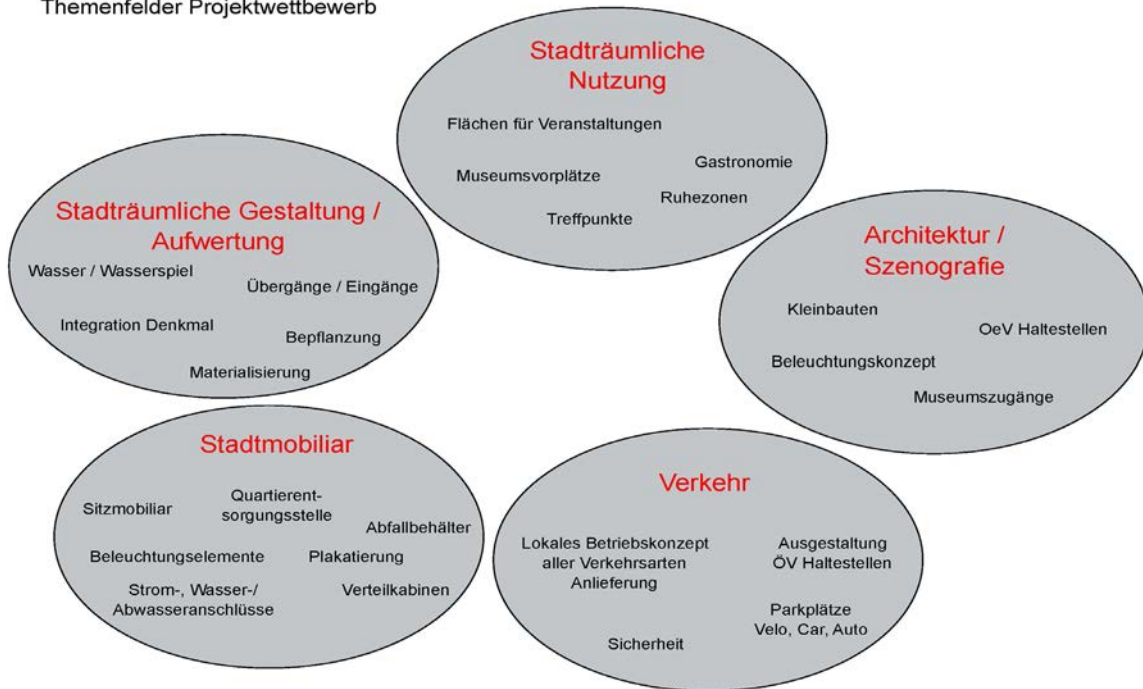 Themenfelder Projektwettbewerb
Stadträumliche
Nutzung
Flächen für Veranstaltungen
Gastronomie
Museumsvorplätze
Ruhezonen
Treffpunkte
Stadträumliche Gestaltung /
Aufwertung
Wasser / Wasserspiel
Übergänge / Eingänge
Integration Denkmal
Bepflanzung
Materialisierung
Architektur /
Szenografie
Kleinbauten
OeV Haltestellen
Beleuchtungskonzept
Museumszugänge
Stadtmobiliar
Sitzmobiliar
Quartierent-
sorgungsstelle
Abfallbehälter
Beleuchtungselemente
Plakatierung
Strom-, Wasser-/
Abwasseranschlüsse
Verteilkabinen
Verkehr
Lokales Betriebskonzept
aller Verkehrsarten
Anlieferung
Ausgestaltung
ÖV Haltestellen
Parkplätze
Velo, Car, Auto
Sicherheit